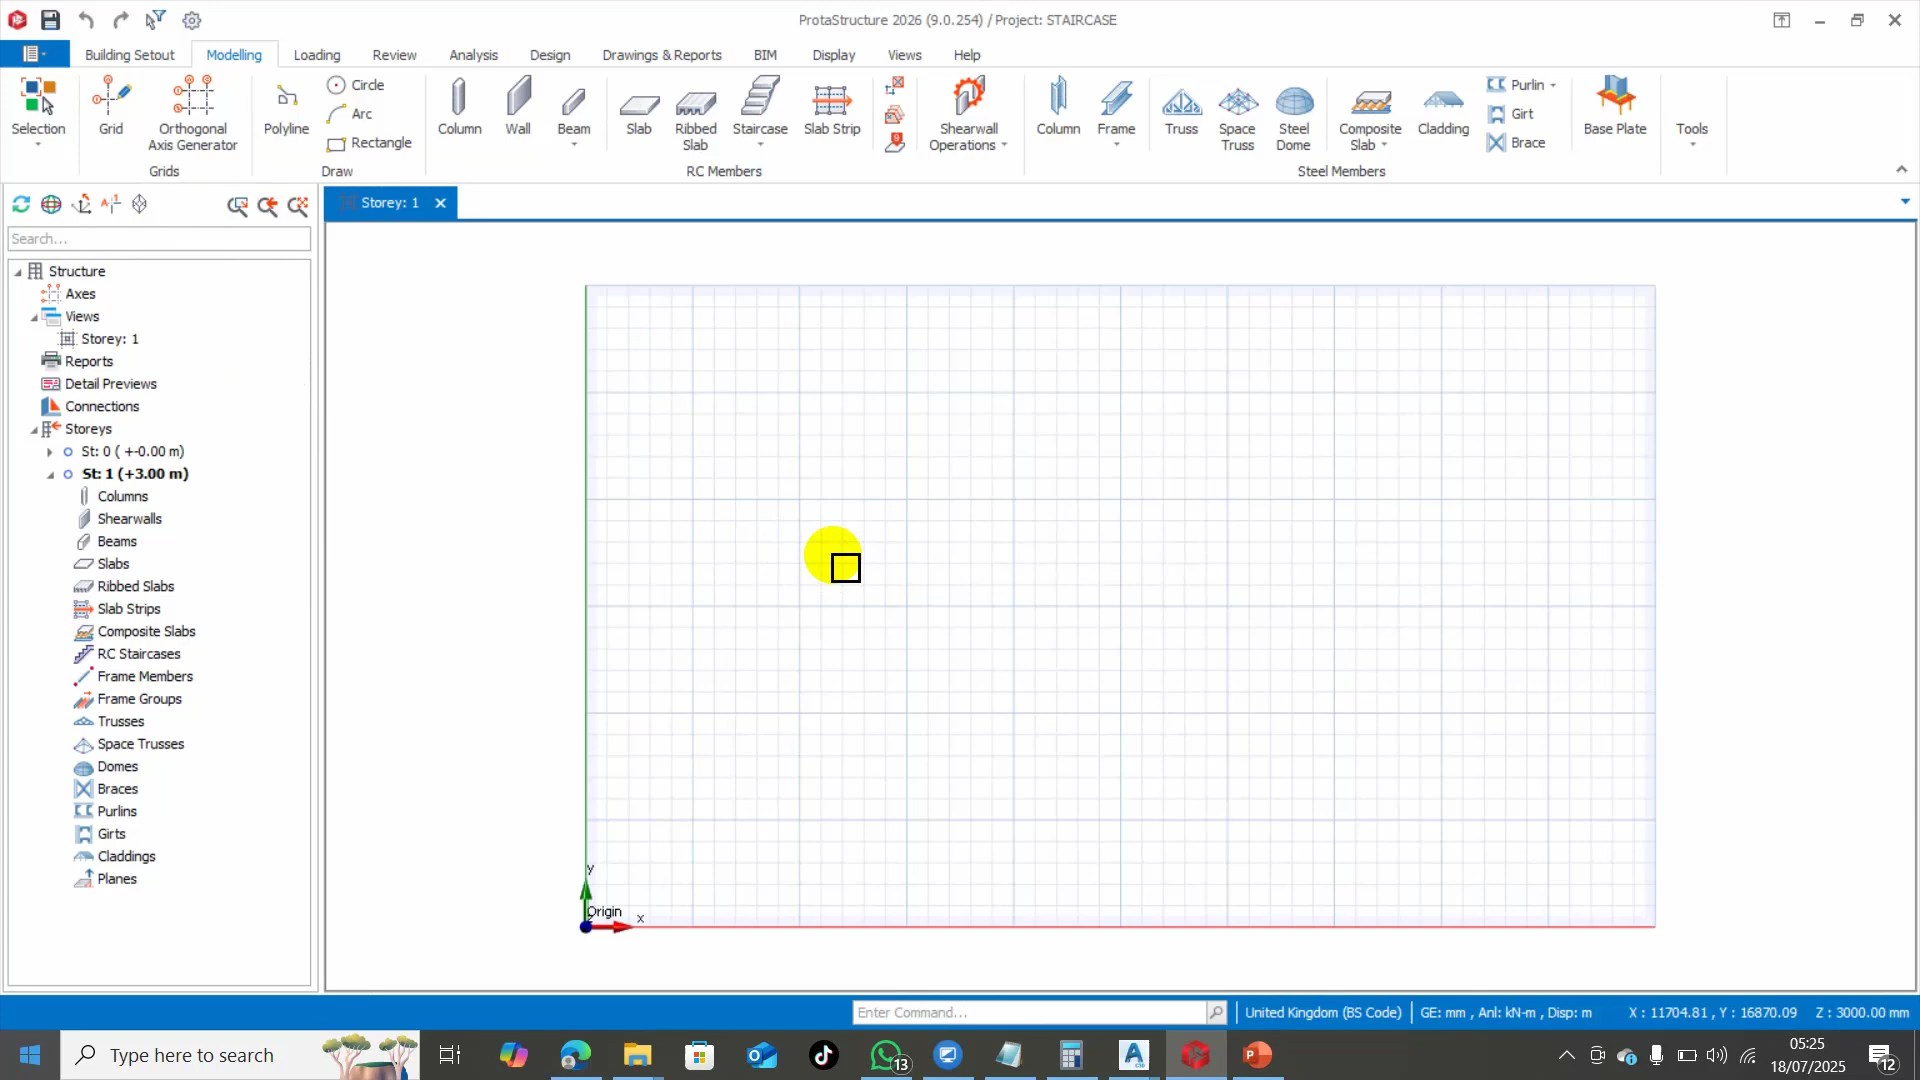 ProtaStructure 2026 (9.0.254) / Project: STAIRCASE
Building Setout
Modelling
Loading
Review
Analysis
Design
Drawings & Reports
BIM
Display
Views
Help
Selection
Grid
Orthogonal
Axis Generator
Grids
Polyline
Circle
Arc
Rectangle
Draw
Column
Wall
Beam
Slab
Ribbed
Slab
Staircase
Slab Strip
Shearwall
Operations
RC Members
Column
Frame
Truss
Space
Truss
Steel
Dome
Composite
Slab
Cladding
Purlin
Girt
Brace
Steel Members
Base Plate
Tools
Storey: 1
Search...
Structure
Axes
Views
Storey: 1
Reports
Detail Previews
Connections
Storeys
St: 0 ( +-0.00 m)
St: 1 (+3.00 m)
Columns
Shearwalls
Beams
Slabs
Ribbed Slabs
Slab Strips
Composite Slabs
RC Staircases
Frame Members
Frame Groups
Trusses
Space Trusses
Domes
Braces
Purlins
Girts
Claddings
Planes
y
Origin
x
Enter Command...
United Kingdom (BS Code)
GE: mm , Anl: kN-m , Disp: m
X : 11704.81 , Y : 16870.09
Z : 3000.00 mm
Type here to search
13
05:25
18/07/2025
12